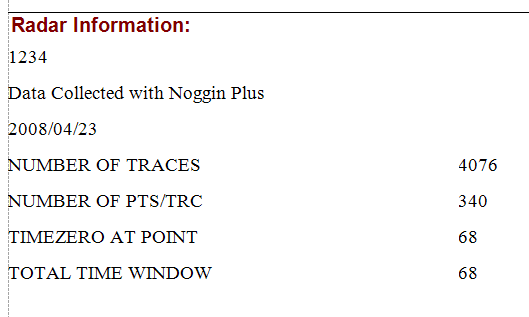 Radar Information:
1234
Data Collected with Noggin Plus
2008/04/23
NUMBER OF TRACES 4076
NUMBER OF PTS/TRC 340
TIMEZERO AT POINT 68
TOTAL TIME WINDOW 68